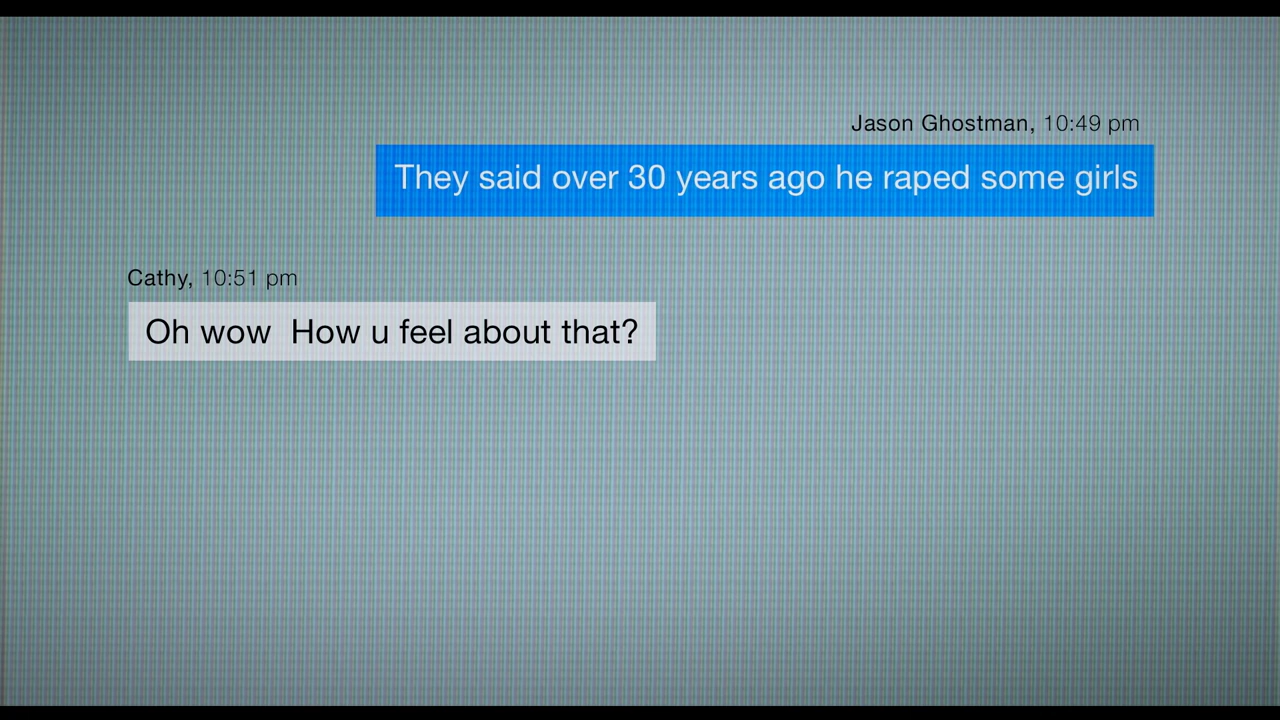 Jason Ghostman, 10:49 pm
They said over 30 years ago he raped some girls
Cathy, 10:51 pm
Oh wow  How u feel about that?